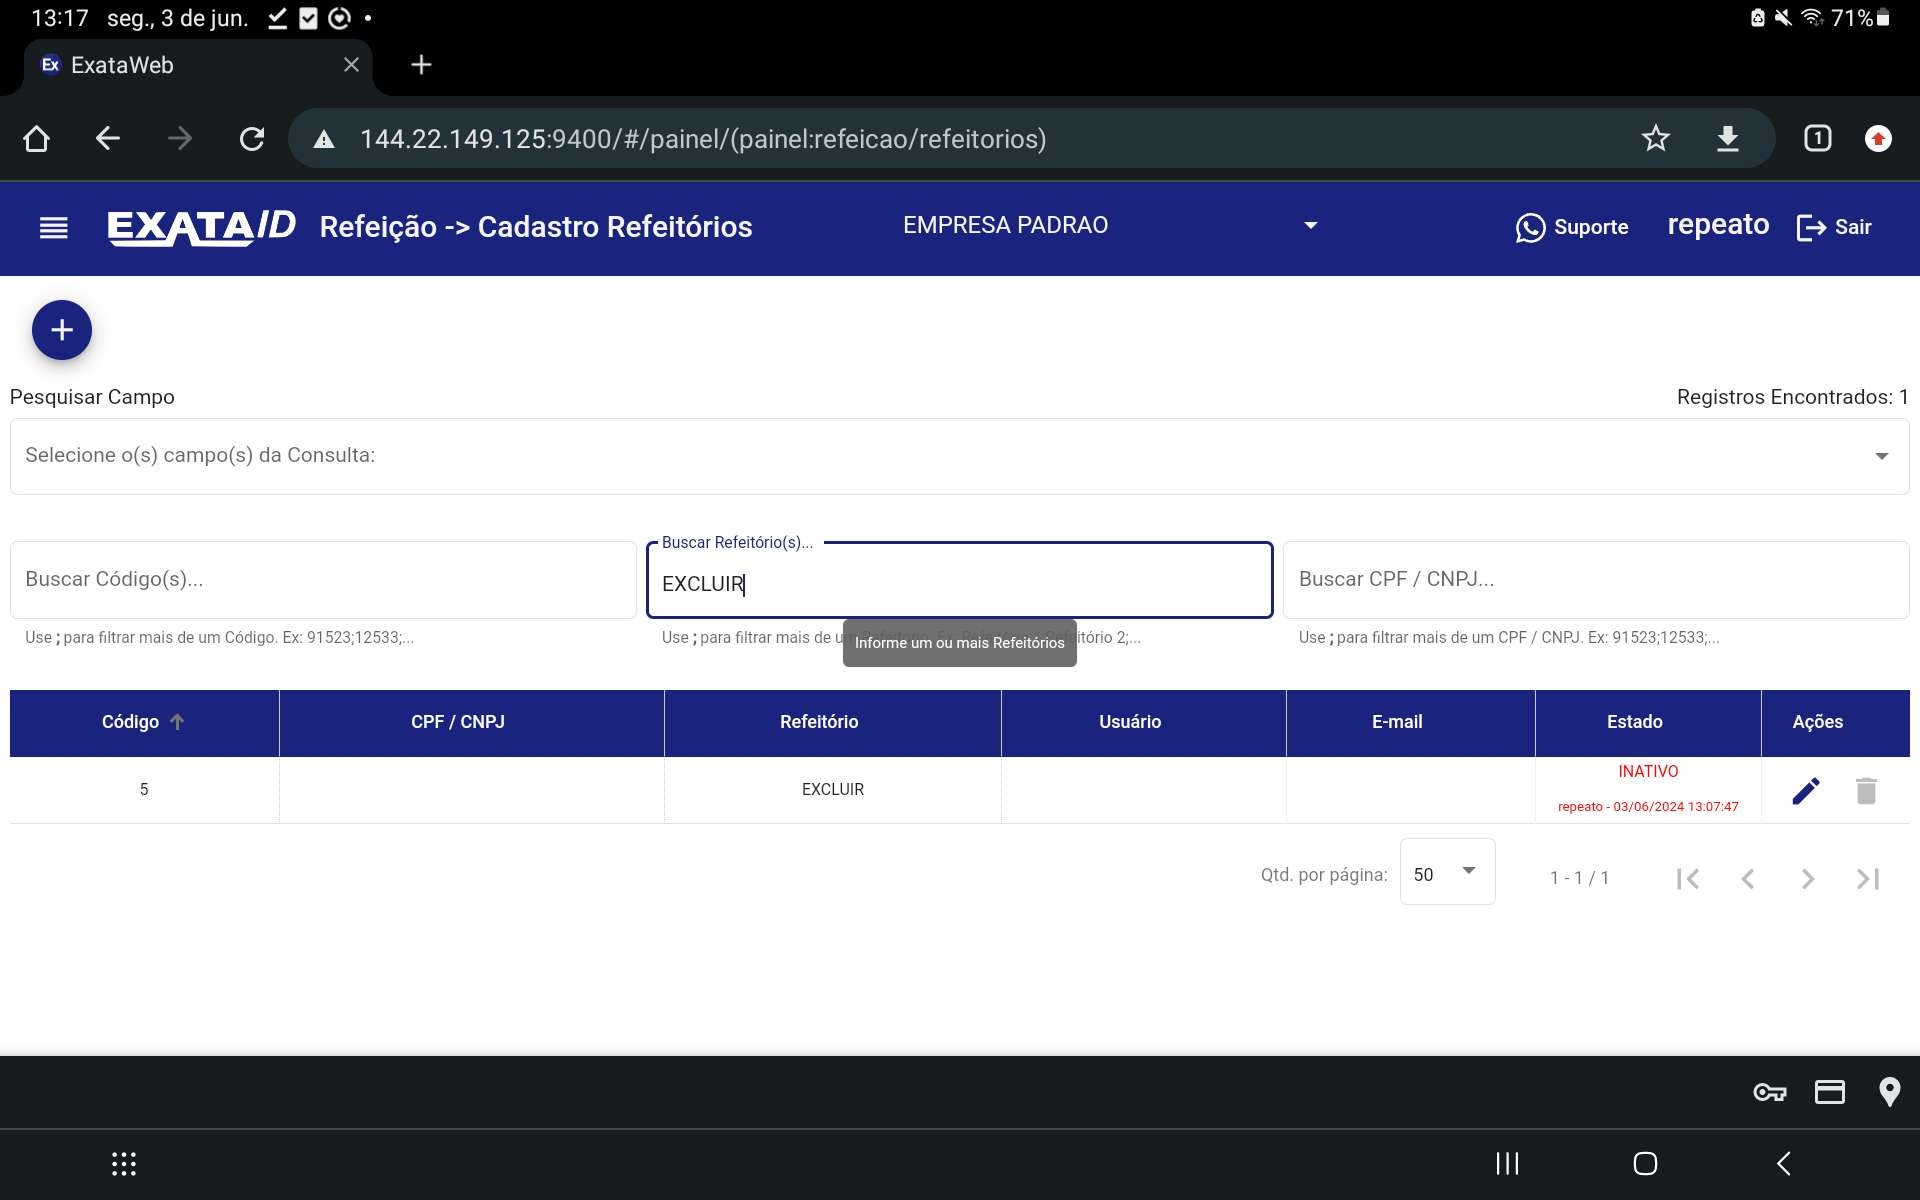 13:17 seg., 3 de jun.
71%
Ex ExataWeb
144.22.149.125:9400/#/painel/(painel:refeicao/refeitorios)
1
EXATA/D Refeição -> Cadastro Refeitórios EMPRESA PADRAO Suporte repeato Sair
Pesquisar Campo Registros Encontrados: 1
Selecione o(s) campo(s) da Consulta:
Buscar Refeitório(s)...
Buscar Código(s)... EXCLUIR Buscar CPF / CNPJ...
Use ; para filtrar mais de um Código. Ex: 91523;12533;... Use ; para filtrar mais de Refeitório 2;... Use ; para filtrar mais de um CPF / CNPJ. Ex: 91523;12533;...
Informe um ou mais Refeitórios
Código CPF / CNPJ Refeitório Usuário E-mail Estado Ações
5 EXCLUIR INATIVO
repeato - 03/06/2024 13:07:47
Qtd. por página: 50 1 - 1 / 1